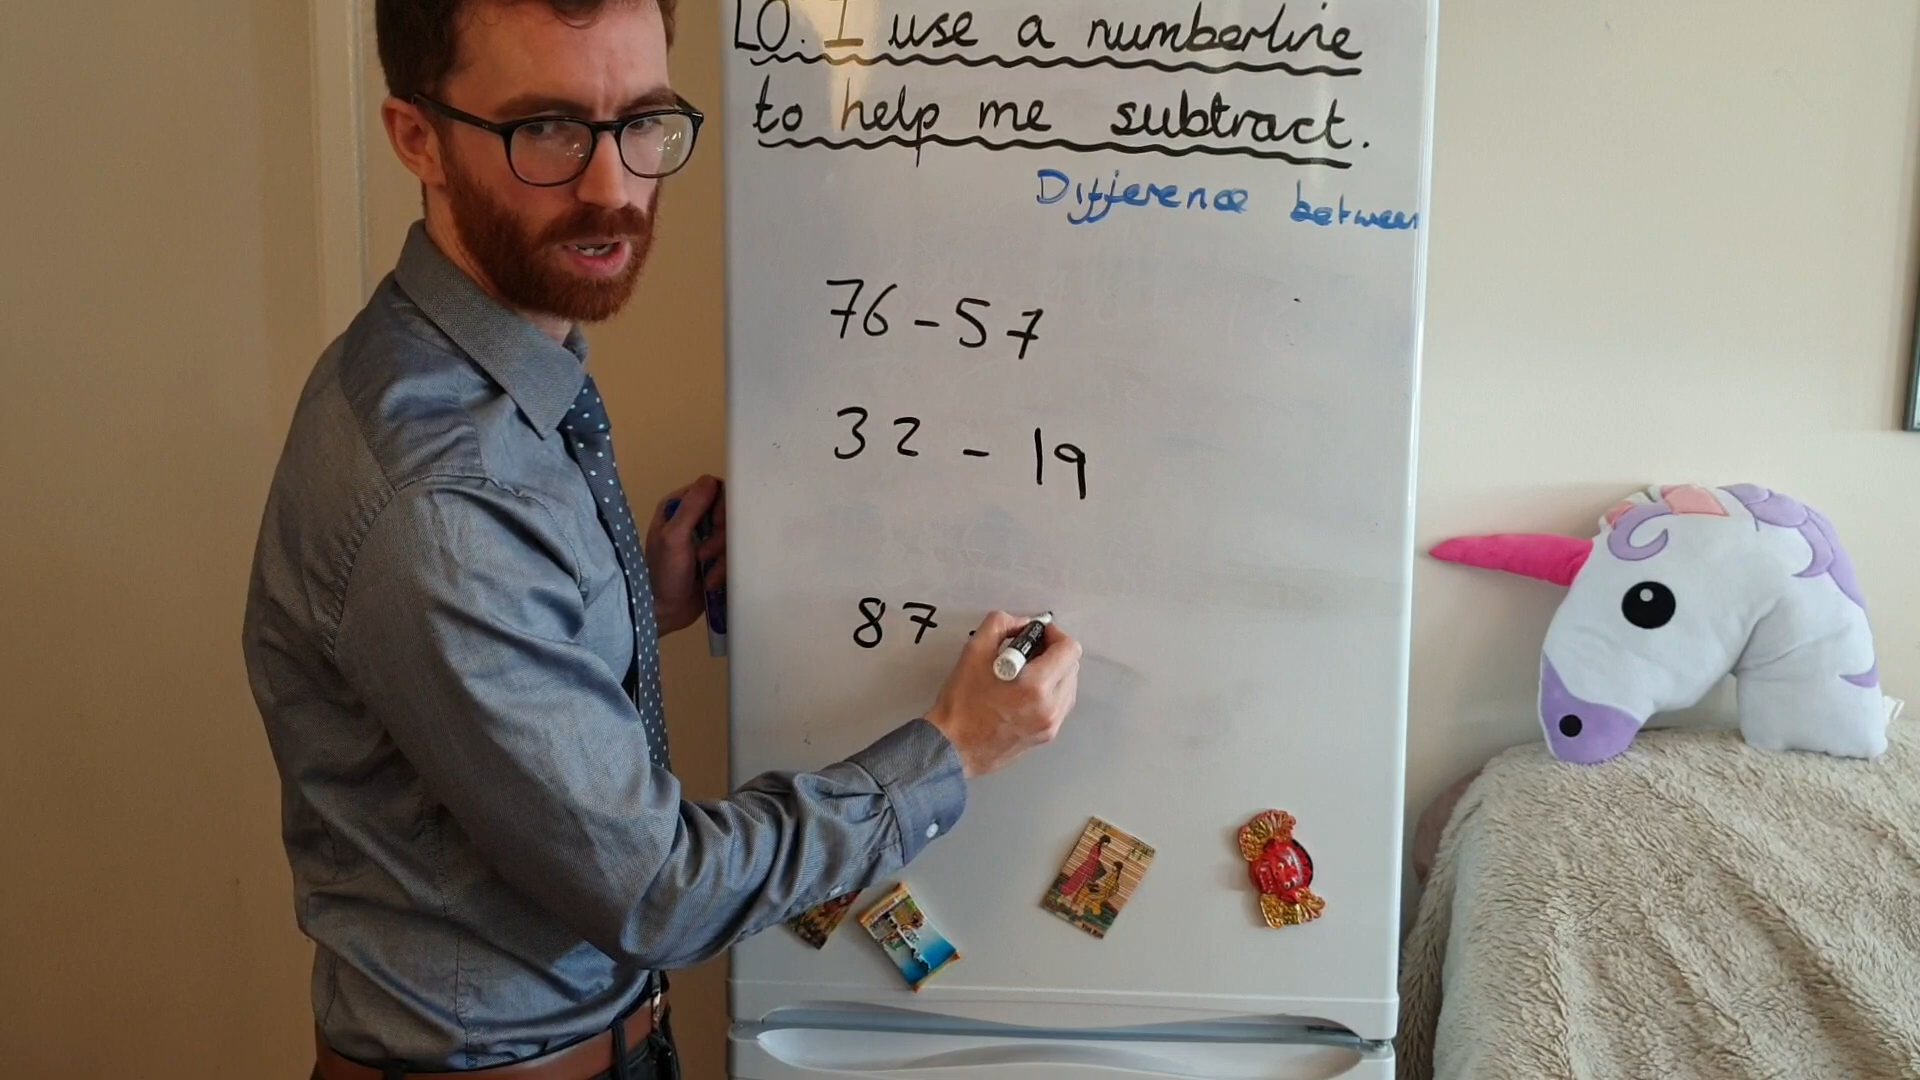 LO. I use a numberline
to help me subtract.
Difference between
76 - 57
32 - 19
87 -